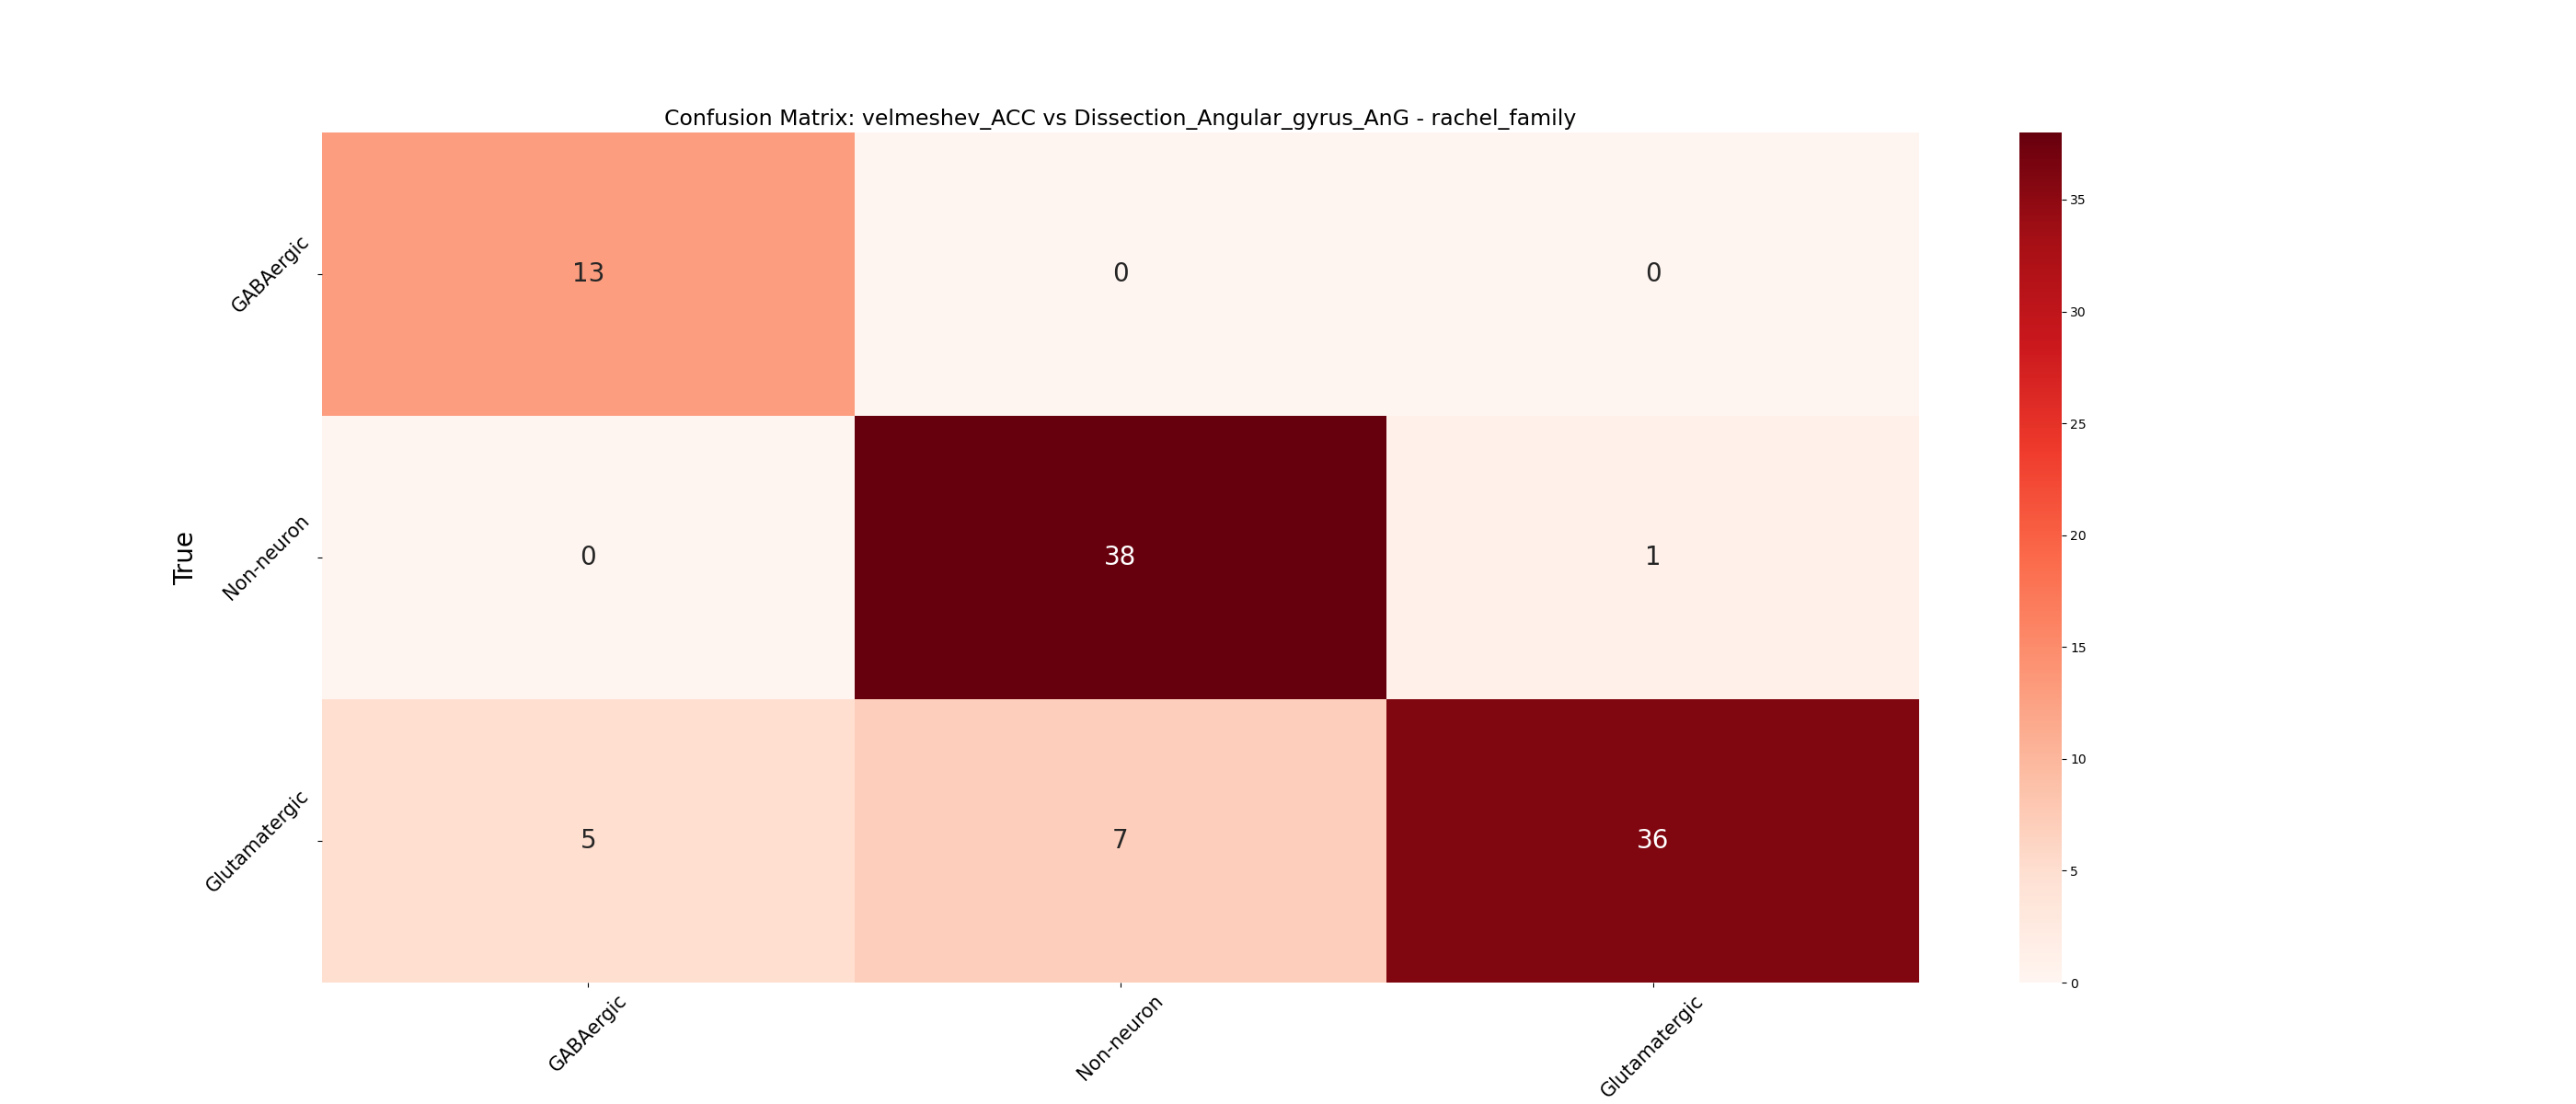 Confusion Matrix: velmeshev_ACC vs Dissection_Angular_gyrus_AnG - rachel_family
True
GABAergic
13
0
0
Non-neuron
0
38
1
Glutamatergic
5
7
36
GABAergic
Non-neuron
Glutamatergic
35
30
25
20
15
10
5
0